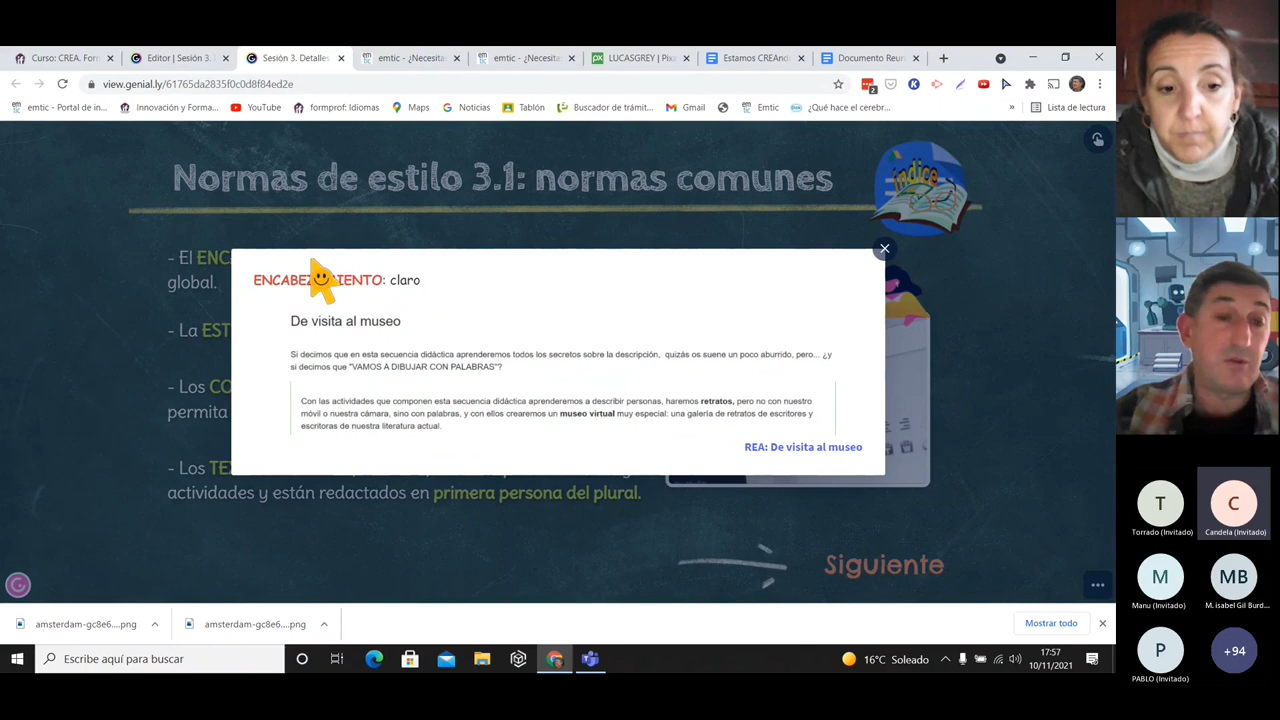 Curso: CREA. Forn
Editor | Sesión 3.
Sesión 3. Detalles
emtic - ¿Necesita
emtic - ¿Necesita
LUCASGREY | Pixa
Estamos CREAndo
Documento Reuni
view.genial.ly/61765da2835f0c0d8f84ed2e
2
emtic - Portal de in...
Innovación y Forma...
YouTube
formprof: Idiomas
Maps
Noticias
Tablón
Buscador de trámit...
Gmail
Emtic
¿Qué hace el cerebr...
»
Lista de lectura
Normas de estilo 3.1: normas comunes
índice
- El ENC
global.
ENCABEZ IENTO: claro
De visita al museo
- La EST
Si decimos que en esta secuencia didáctica aprenderemos todos los secretos sobre la descripción, quizás os suene un poco aburrido, pero... ¿y
si decimos que "VAMOS A DIBUJAR CON PALABRAS"?
- Los CO
permita
Con las actividades que componen esta secuencia didáctica aprenderemos a describir personas, haremos retratos, pero no con nuestro
móvil o nuestra cámara, sino con palabras, y con ellos crearemos un museo virtual muy especial: una galería de retratos de escritores y
escritoras de nuestra literatura actual.
REA: De visita al museo
- Los TEX
actividades y están redactados en primera persona del plural.
Siguiente
amsterdam-gc8e6....png
amsterdam-gc8e6....png
Mostrar todo
Escribe aquí para buscar
16°C Soleado
17:57
10/11/2021
T
Torrado (Invitado)
C
Candela (Invitado)
M
Manu (Invitado)
MB
M. isabel Gil Burd...
P
PABLO (Invitado)
+94